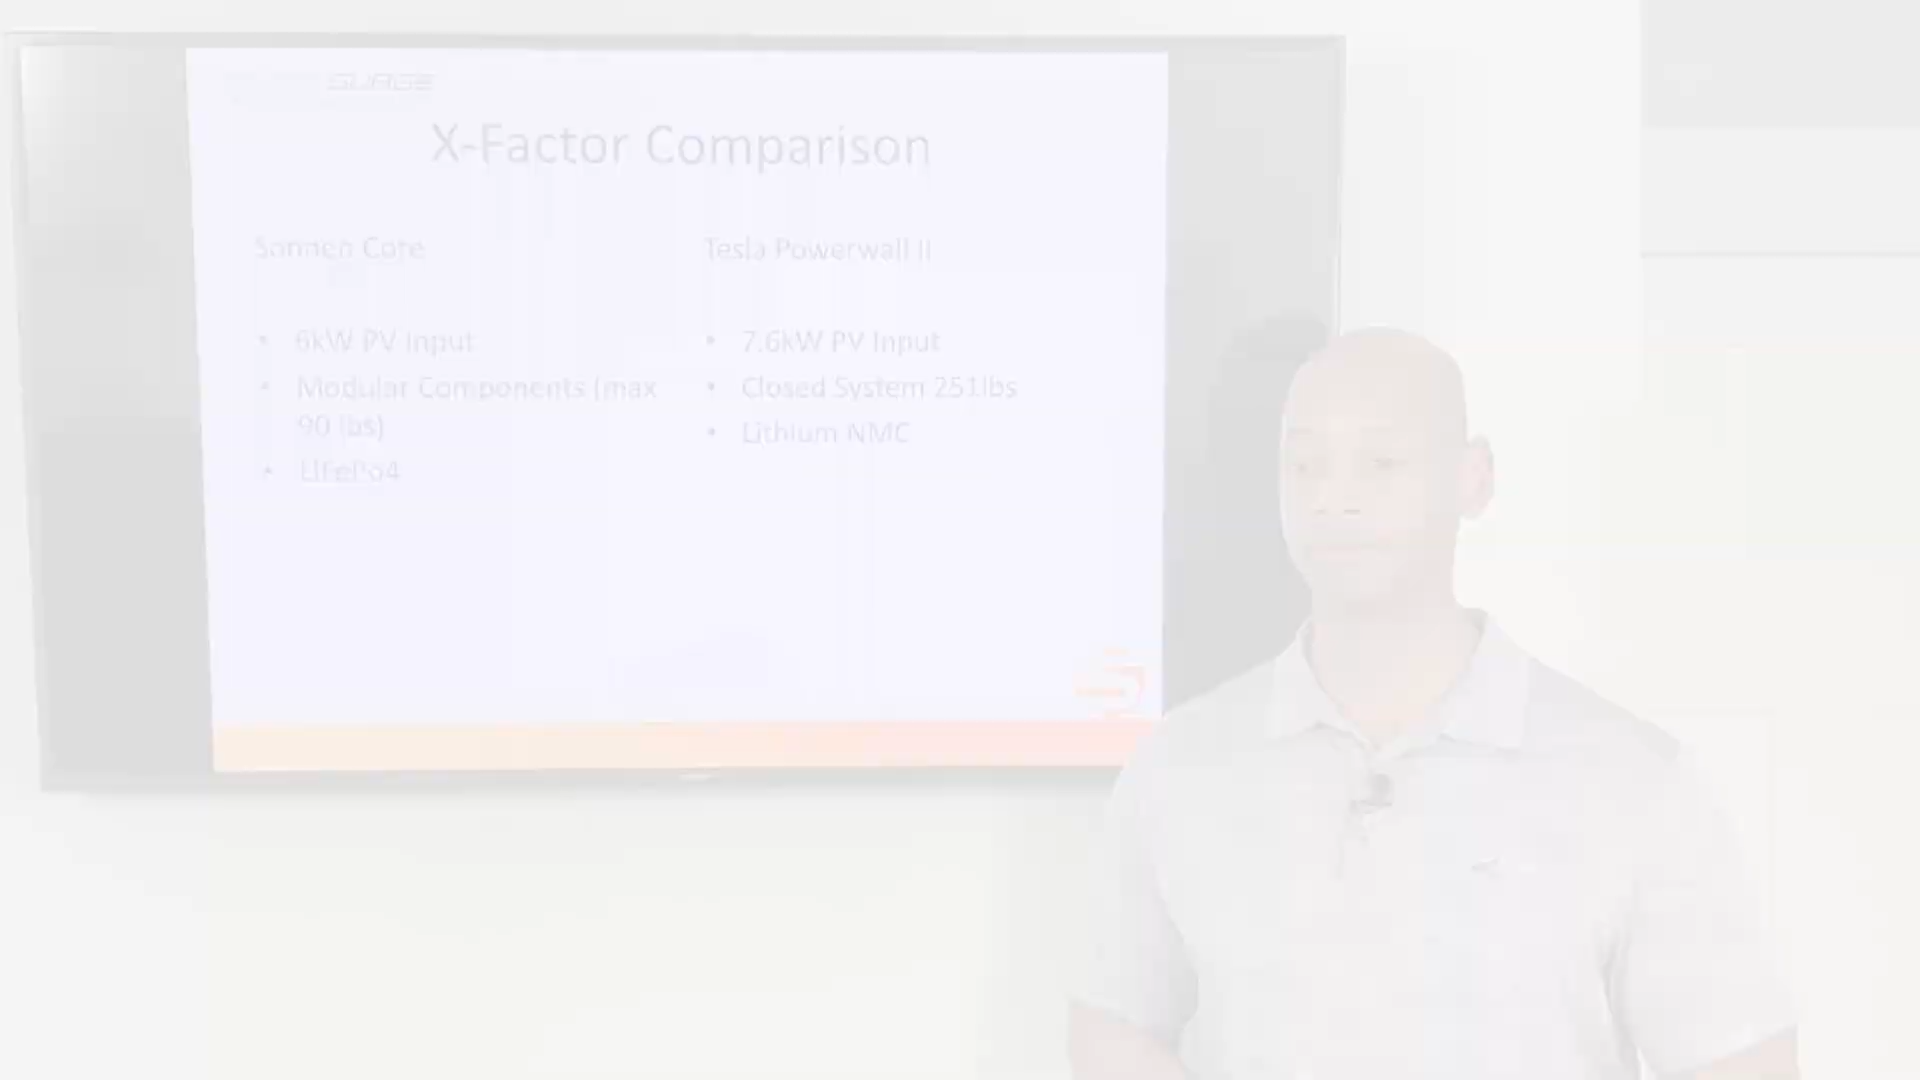 SURGE
X-Factor Comparison
Sonnen Core
Tesla Powerwall II
• 6kW PV Input
• Modular Components (max
90 lbs)
• LiFePo4
• 7.6kW PV Input
• Closed System 251lbs
• Lithium NMC